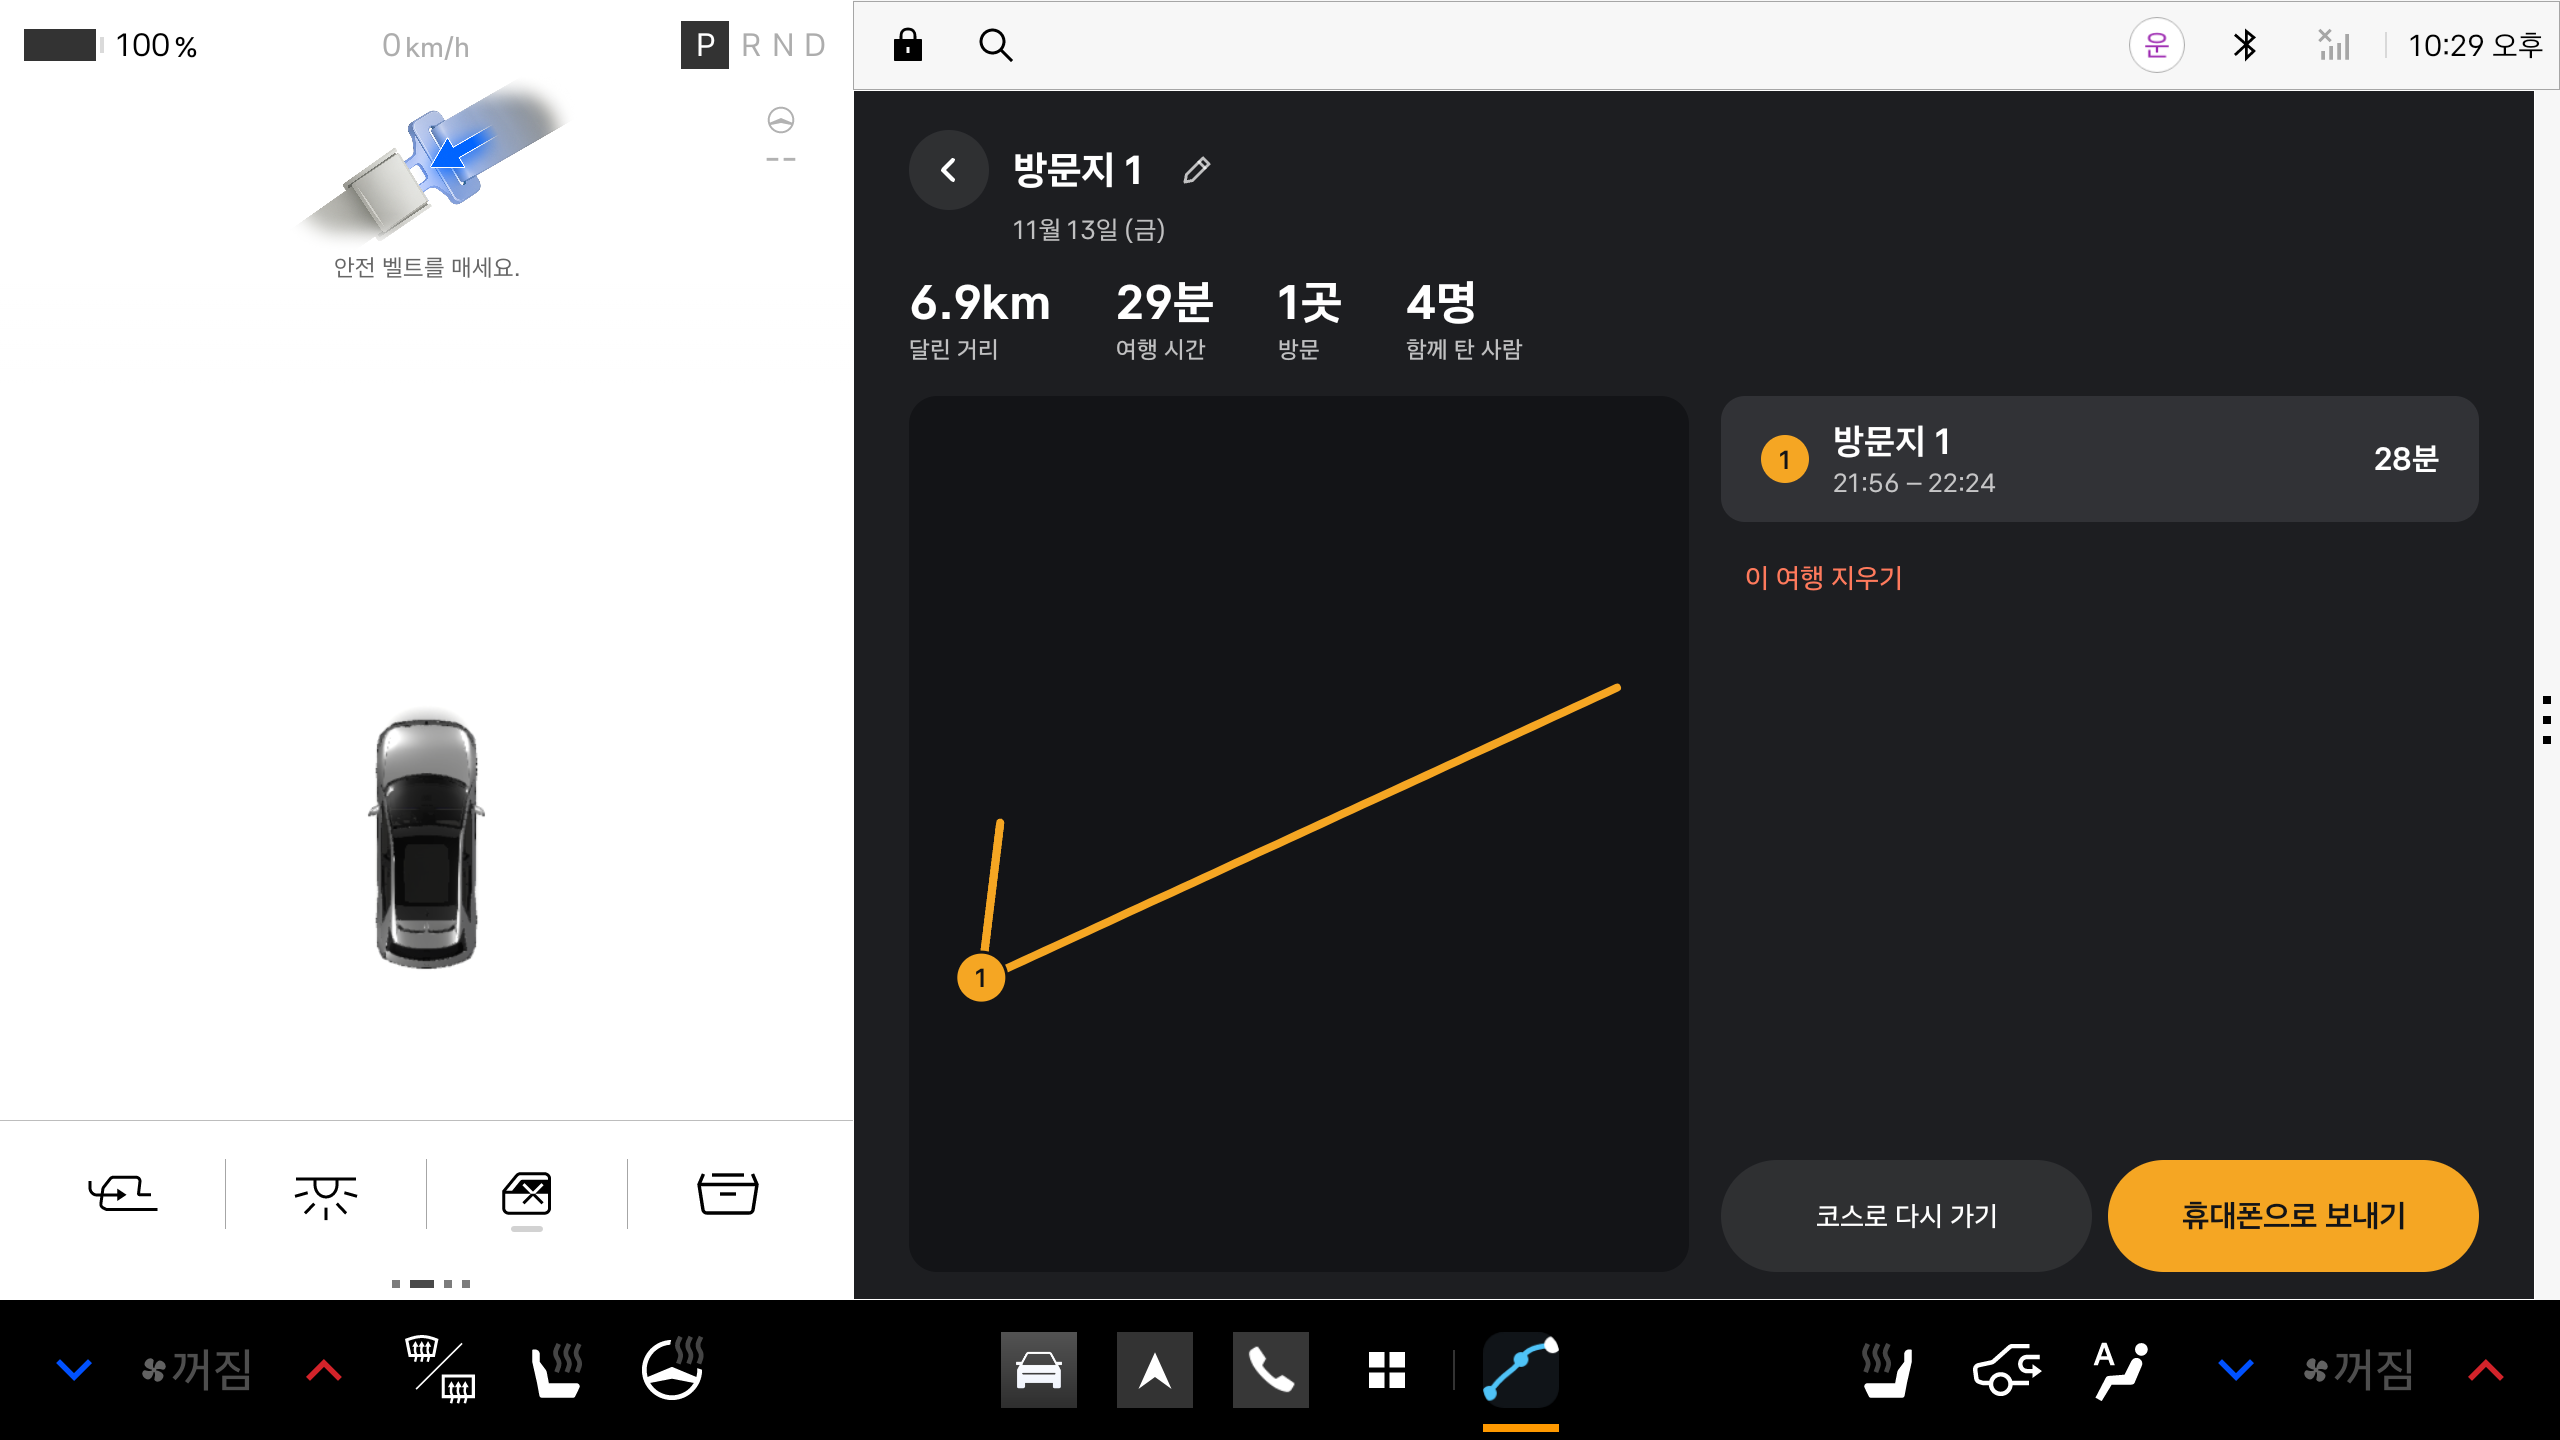 100%
0km/h
P R N D
안전 벨트를 매세요.
운
10:29 오후
방문지 1
11월 13일 (금)
6.9km
달린 거리
29분
여행 시간
1곳
방문
4명
함께 탄 사람
1
1
방문지 1
21:56 – 22:24
28분
이 여행 지우기
코스로 다시 가기
휴대폰으로 보내기
꺼짐
A
꺼짐